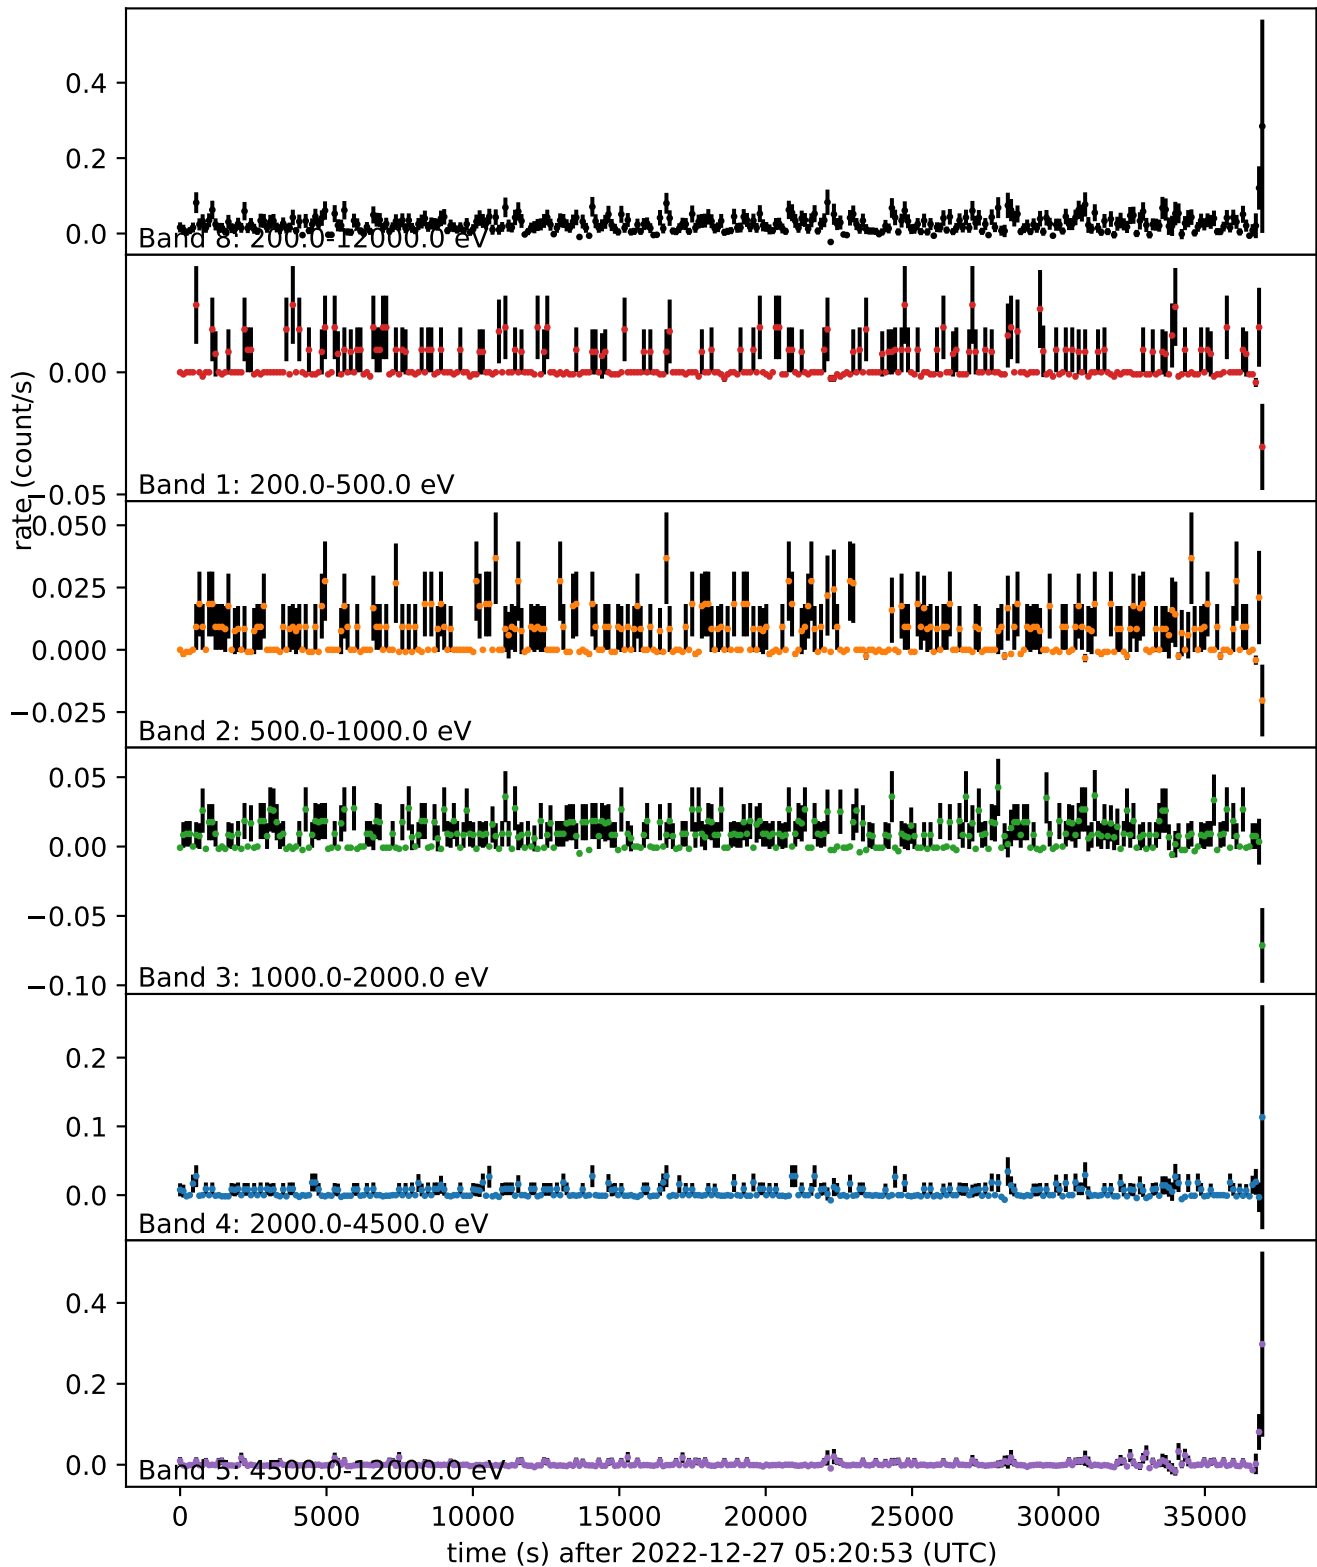 0.4
0.2
0.0
Band 8: 200.0-12000.0 eV
0.00
−0.05
Band 1: 200.0-500.0 eV
rate (count/s)
0.050
0.025
0.000
−0.025
Band 2: 500.0-1000.0 eV
0.05
0.00
−0.05
−0.10
Band 3: 1000.0-2000.0 eV
0.2
0.1
0.0
Band 4: 2000.0-4500.0 eV
0.4
0.2
0.0
Band 5: 4500.0-12000.0 eV
0 5000 10000 15000 20000 25000 30000 35000
time (s) after 2022-12-27 05:20:53 (UTC)